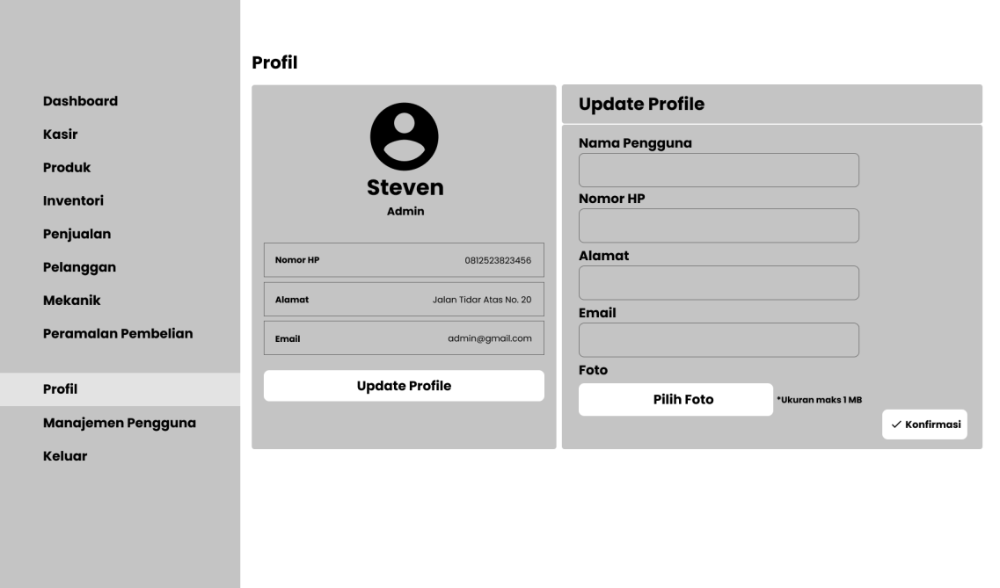 Dashboard
Kasir
Produk
Inventori
Penjualan
Pelanggan
Mekanik
Peramalan Pembelian
Profil
Manajemen Pengguna
Keluar
Profil
Steven
Admin
Nomor HP 0812523823456
Alamat Jalan Tidar Atas No. 20
Email admin@gmail.com
Update Profile
Update Profile
Nama Pengguna
Nomor HP
Alamat
Email
Foto
Pilih Foto *Ukuran maks 1 MB
Konfirmasi